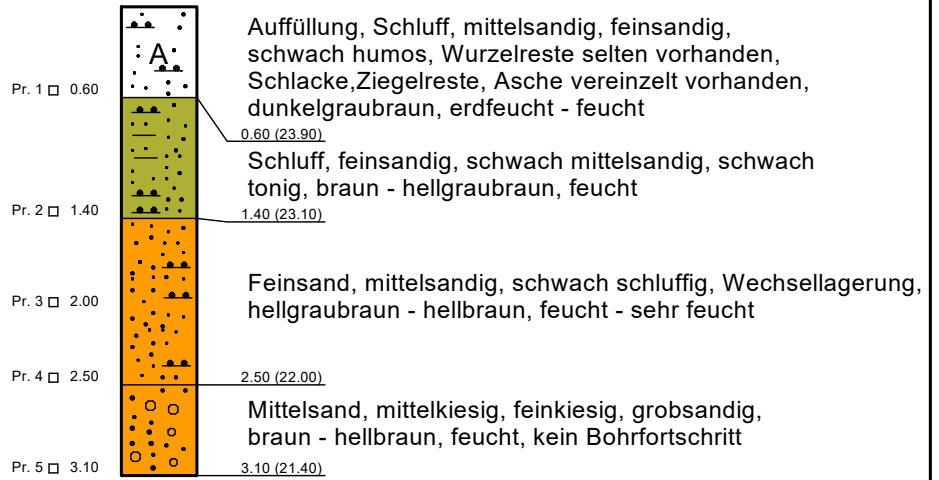 Auffüllung, Schluff, mittelsandig, feinsandig,
schwach humos, Wurzelreste selten vorhanden,
Schlacke,Ziegelreste, Asche vereinzelt vorhanden,
dunkelgraubraun, erdfeucht - feucht
A
Pr. 1 0.60
0.60 (23.90)
Schluff, feinsandig, schwach mittelsandig, schwach
tonig, braun - hellgraubraun, feucht
Pr. 2 1.40
1.40 (23.10)
Feinsand, mittelsandig, schwach schluffig, Wechsellagerung,
hellgraubraun - hellbraun, feucht - sehr feucht
Pr. 3 2.00
Pr. 4 2.50
2.50 (22.00)
Mittelsand, mittelkiesig, feinkiesig, grobsandig,
braun - hellbraun, feucht, kein Bohrfortschritt
Pr. 5 3.10
3.10 (21.40)